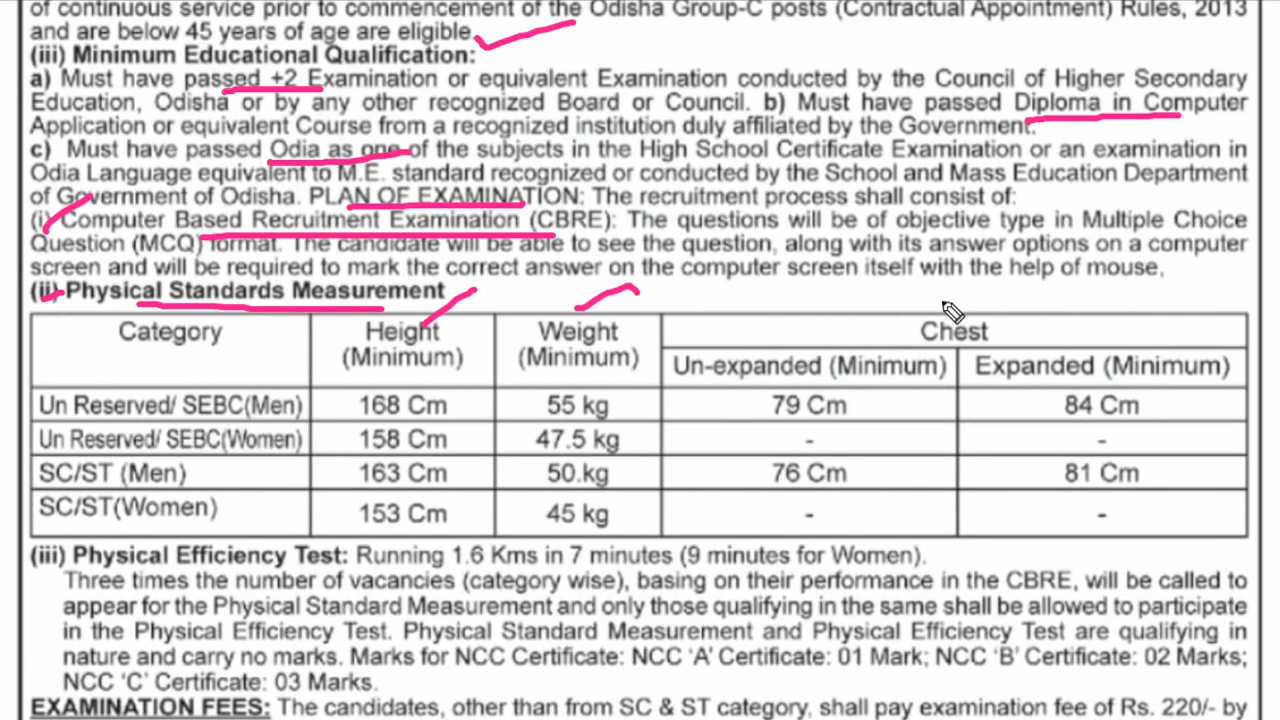 of continuous service prior to commencement of the Odisha Group-C posts (Contractual Appointment) Rules, 2013
and are below 45 years of age are eligible.
(iii) Minimum Educational Qualification:
a) Must have passed +2 Examination or equivalent Examination conducted by the Council of Higher Secondary
Education, Odisha or by any other recognized Board or Council. b) Must have passed Diploma in Computer
Application or equivalent Course from a recognized institution duly affiliated by the Government.
c) Must have passed Odia as one of the subjects in the High School Certificate Examination or an examination in
Odia Language equivalent to M.E. standard recognized or conducted by the School and Mass Education Department
of Government of Odisha. PLAN OF EXAMINATION: The recruitment process shall consist of:
(i) Computer Based Recruitment Examination (CBRE): The questions will be of objective type in Multiple Choice
Question (MCQ) format. The candidate will be able to see the question, along with its answer options on a computer
screen and will be required to mark the correct answer on the computer screen itself with the help of mouse,
(ii) Physical Standards Measurement
Category Height (Minimum) Weight (Minimum) Chest
Un-expanded (Minimum) Expanded (Minimum)
Un Reserved/ SEBC(Men) 168 Cm 55 kg 79 Cm 84 Cm
Un Reserved/ SEBC(Women) 158 Cm 47.5 kg - -
SC/ST (Men) 163 Cm 50.kg 76 Cm 81 Cm
SC/ST(Women) 153 Cm 45 kg - -
(iii) Physical Efficiency Test: Running 1.6 Kms in 7 minutes (9 minutes for Women).
Three times the number of vacancies (category wise), basing on their performance in the CBRE, will be called to
appear for the Physical Standard Measurement and only those qualifying in the same shall be allowed to participate
in the Physical Efficiency Test. Physical Standard Measurement and Physical Efficiency Test are qualifying in
nature and carry no marks. Marks for NCC Certificate: NCC ‘A’ Certificate: 01 Mark; NCC ‘B’ Certificate: 02 Marks;
NCC ‘C’ Certificate: 03 Marks.
EXAMINATION FEES: The candidates, other than from SC & ST category, shall pay examination fee of Rs. 220/- by